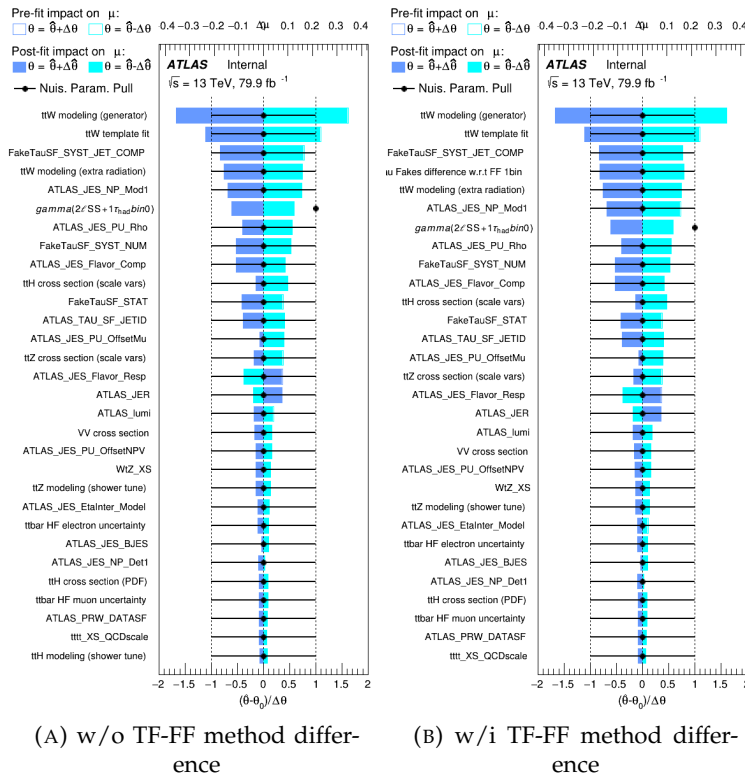 Pre-fit impact on μ:
θ = θ̂+Δθ θ = θ̂-Δθ
Post-fit impact on μ:
θ = θ̂+Δθ̂ θ = θ̂-Δθ̂
Nuis. Param. Pull
Δμ
-0.4 -0.3 -0.2 -0.1 0 0.1 0.2 0.3 0.4
ATLAS Internal
√s = 13 TeV, 79.9 fb -1
ttW modeling (generator)
ttW template fit
FakeTauSF_SYST_JET_COMP
ttW modeling (extra radiation)
ATLAS_JES_NP_Mod1
gamma(2ℓSS+1τhadbin0)
ATLAS_JES_PU_Rho
FakeTauSF_SYST_NUM
ATLAS_JES_Flavor_Comp
ttH cross section (scale vars)
FakeTauSF_STAT
ATLAS_TAU_SF_JETID
ATLAS_JES_PU_OffsetMu
ttZ cross section (scale vars)
ATLAS_JES_Flavor_Resp
ATLAS_JER
ATLAS_lumi
VV cross section
ATLAS_JES_PU_OffsetNPV
WtZ_XS
ttZ modeling (shower tune)
ATLAS_JES_EtaInter_Model
ttbar HF electron uncertainty
ATLAS_JES_BJES
ATLAS_JES_NP_Det1
ttH cross section (PDF)
ttbar HF muon uncertainty
ATLAS_PRW_DATASF
tttt_XS_QCDscale
ttH modeling (shower tune)
-2 -1.5 -1 -0.5 0 0.5 1 1.5 2
(θ̂-θ0)/Δθ
(A) w/o TF-FF method differ-
ence
Pre-fit impact on μ:
θ = θ̂+Δθ θ = θ̂-Δθ
Post-fit impact on μ:
θ = θ̂+Δθ̂ θ = θ̂-Δθ̂
Nuis. Param. Pull
Δμ
-0.4 -0.3 -0.2 -0.1 0 0.1 0.2 0.3 0.4
ATLAS Internal
√s = 13 TeV, 79.9 fb -1
ttW modeling (generator)
ttW template fit
FakeTauSF_SYST_JET_COMP
u Fakes difference w.r.t FF 1bin
ttW modeling (extra radiation)
ATLAS_JES_NP_Mod1
gamma(2ℓSS+1τhadbin0)
ATLAS_JES_PU_Rho
FakeTauSF_SYST_NUM
ATLAS_JES_Flavor_Comp
ttH cross section (scale vars)
FakeTauSF_STAT
ATLAS_TAU_SF_JETID
ATLAS_JES_PU_OffsetMu
ttZ cross section (scale vars)
ATLAS_JES_Flavor_Resp
ATLAS_JER
ATLAS_lumi
VV cross section
ATLAS_JES_PU_OffsetNPV
WtZ_XS
ttZ modeling (shower tune)
ATLAS_JES_EtaInter_Model
ttbar HF electron uncertainty
ATLAS_JES_BJES
ATLAS_JES_NP_Det1
ttH cross section (PDF)
ttbar HF muon uncertainty
ATLAS_PRW_DATASF
tttt_XS_QCDscale
-2 -1.5 -1 -0.5 0 0.5 1 1.5 2
(θ̂-θ0)/Δθ
(B) w/i TF-FF method differ-
ence